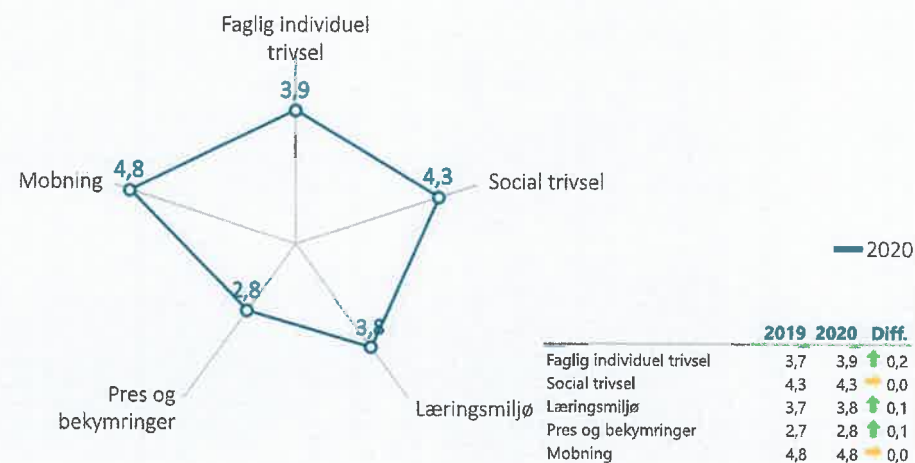 Faglig individuel
trivsel
3,9
4,8
Mobning
4,3
Social trivsel
2020
2,8
3,8
Pres og
bekymringer
Læringsmiljø
2019 2020 Diff.
Faglig individuel trivsel 3,7 3,9 0,2
Social trivsel 4,3 4,3 0,0
Læringsmiljø 3,7 3,8 0,1
Pres og bekymringer 2,7 2,8 0,1
Mobning 4,8 4,8 0,0